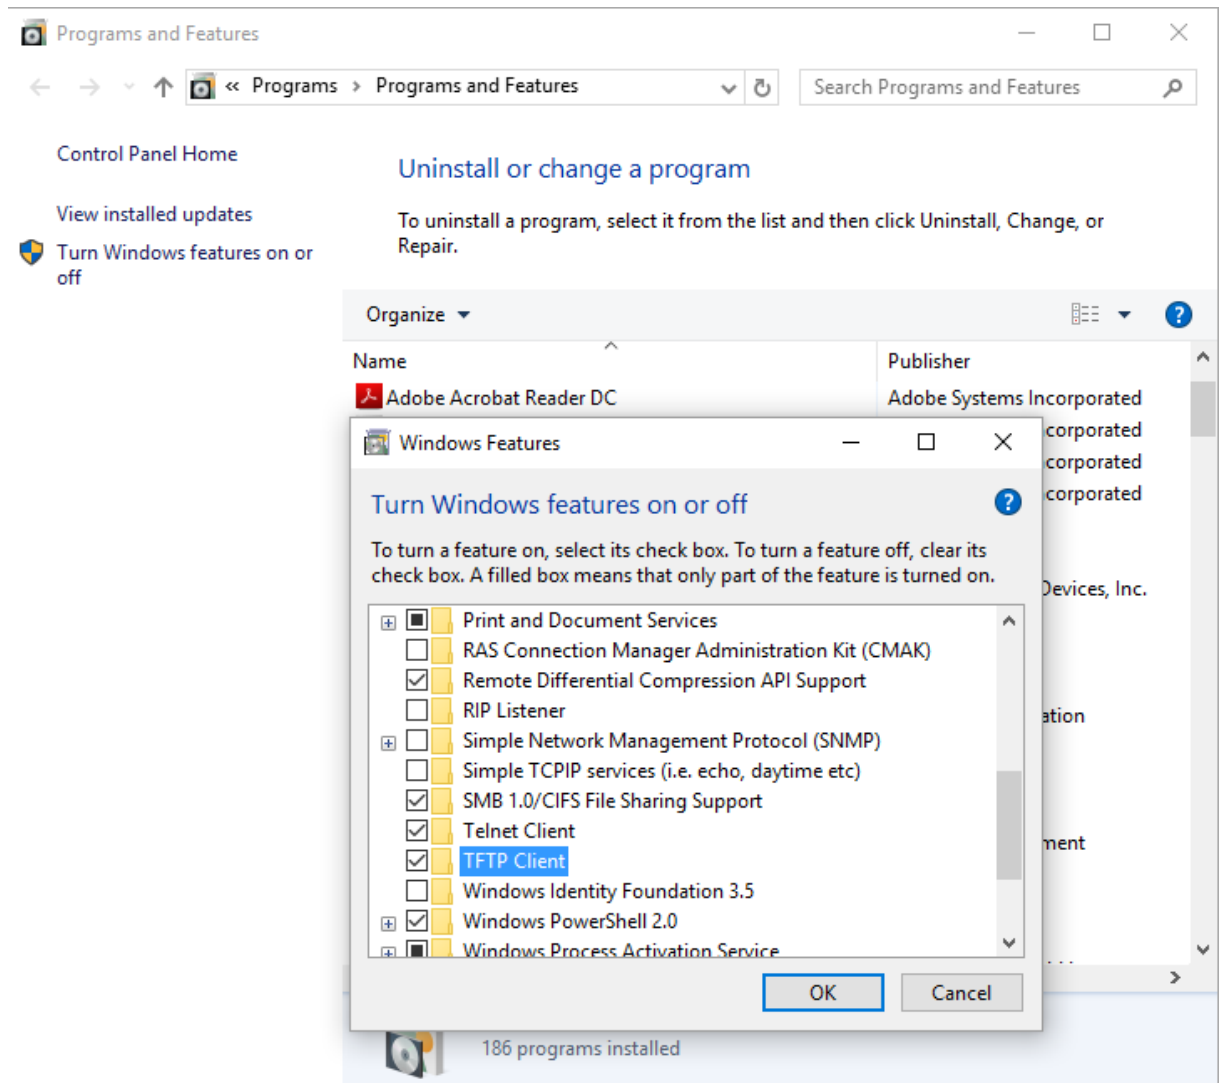 Programs and Features
« Programs > Programs and Features
Search Programs and Features
Control Panel Home
View installed updates
Turn Windows features on or
off
Uninstall or change a program
To uninstall a program, select it from the list and then click Uninstall, Change, or
Repair.
Organize
Name
Publisher
Adobe Acrobat Reader DC
Adobe Systems Incorporated
corporated
corporated
corporated
Devices, Inc.
ation
ment
Windows Features
Turn Windows features on or off
To turn a feature on, select its check box. To turn a feature off, clear its
check box. A filled box means that only part of the feature is turned on.
Print and Document Services
RAS Connection Manager Administration Kit (CMAK)
Remote Differential Compression API Support
RIP Listener
Simple Network Management Protocol (SNMP)
Simple TCPIP services (i.e. echo, daytime etc)
SMB 1.0/CIFS File Sharing Support
Telnet Client
TFTP Client
Windows Identity Foundation 3.5
Windows PowerShell 2.0
Windows Process Activation Service
OK
Cancel
186 programs installed